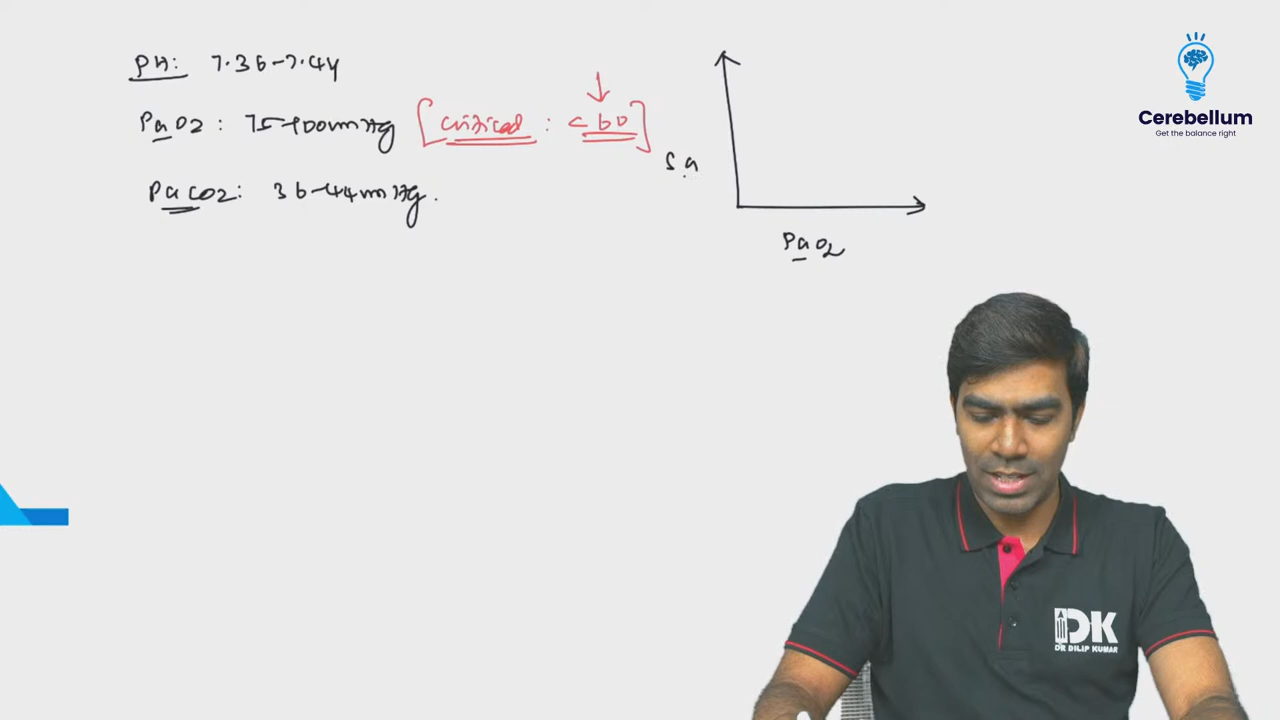 PH: 7.36-7.44
PaO2: 75-100mmHg [critical: <60]
PaCO2: 36-44mmHg.
Sa
PaO2
Cerebellum
Get the balance right
DK
DR DILIP KUMAR